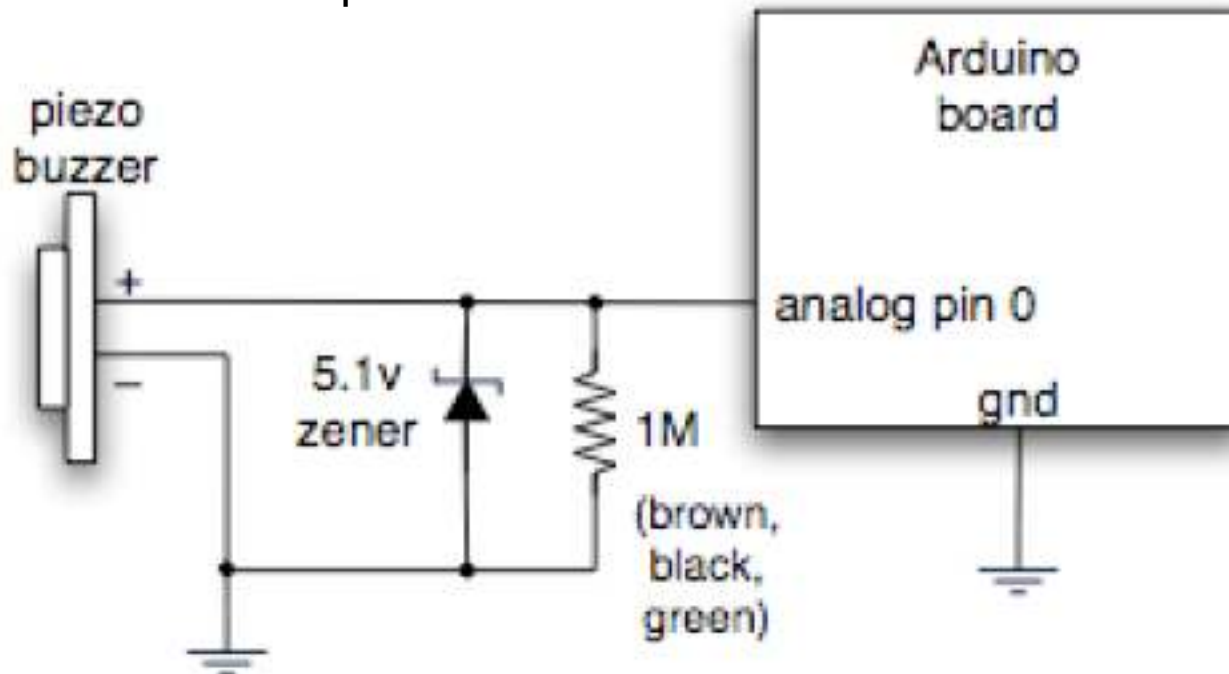 piezo
buzzer
+
–
5.1v
zener
1M
(brown,
black,
green)
Arduino
board
analog pin 0
gnd